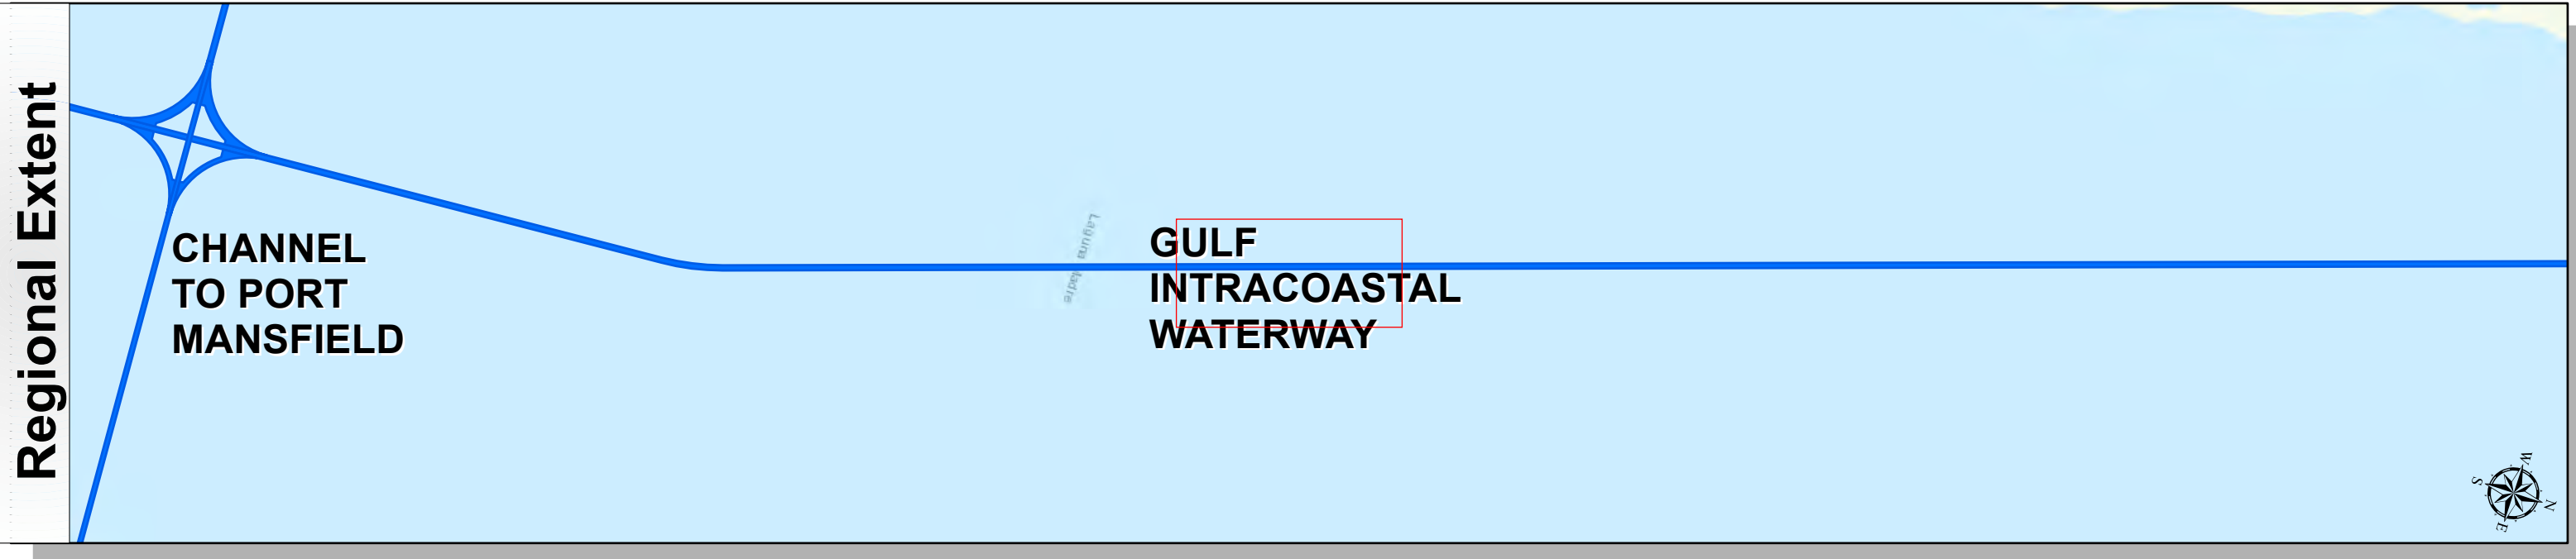 Regional Extent
CHANNEL
TO PORT
MANSFIELD
Laguna Madre
GULF
INTRACOASTAL
WATERWAY
W
S
N
E